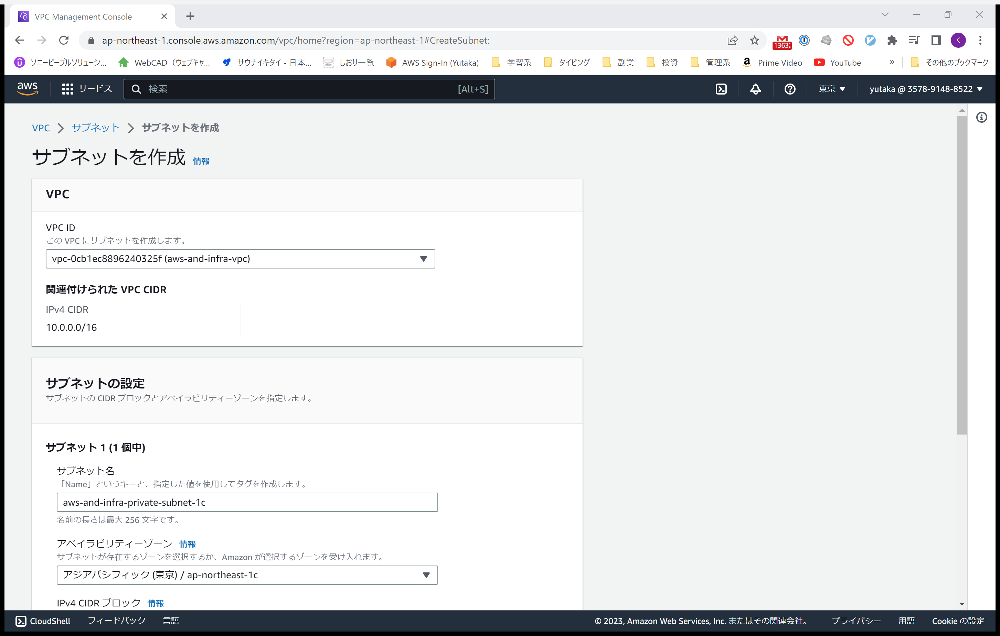 VPC Management Console
ap-northeast-1.console.aws.amazon.com/vpc/home?region=ap-northeast-1#CreateSubnet:
ソニーピープルソリューシ... WebCAD（ウェブキャ... サウナイキタイ - 日本... しおり一覧 AWS Sign-In (Yutaka) 学習系 タイピング 副業 投資 管理系 Prime Video YouTube » その他のブックマーク
aws サービス 検索 [Alt+S] 東京 ▼ yutaka @ 3578-9148-8522 ▼
VPC > サブネット > サブネットを作成
サブネットを作成 情報
VPC
VPC ID
この VPC にサブネットを作成します。
vpc-0cb1ec8896240325f (aws-and-infra-vpc)
関連付けられた VPC CIDR
IPv4 CIDR
10.0.0.0/16
サブネットの設定
サブネットの CIDR ブロックとアベイラビリティーゾーンを指定します。
サブネット 1 (1 個中)
サブネット名
「Name」というキーと、指定した値を使用してタグを作成します。
aws-and-infra-private-subnet-1c
名前の長さは最大 256 文字です。
アベイラビリティーゾーン 情報
サブネットが存在するゾーンを選択するか、Amazon が選択するゾーンを受け入れます。
アジアパシフィック (東京) / ap-northeast-1c
IPv4 CIDR ブロック 情報
CloudShell フィードバック 言語 © 2023, Amazon Web Services, Inc. またはその関連会社。 プライバシー 用語 Cookie の設定